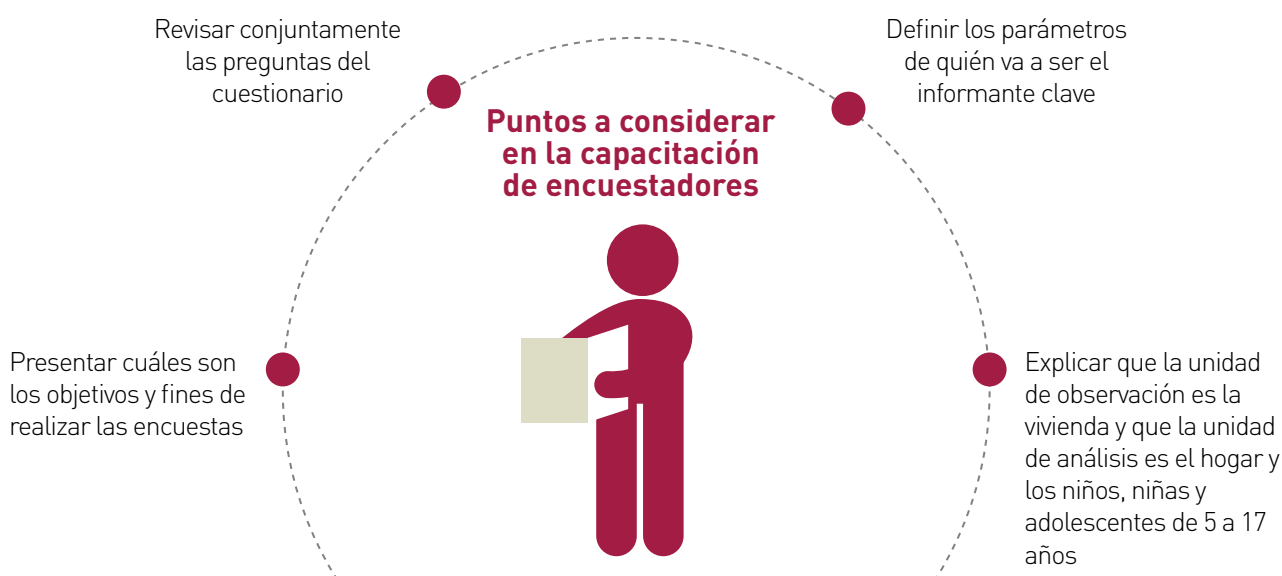 Puntos a considerar
en la capacitación
de encuestadores
Presentar cuáles son
los objetivos y fines de
realizar las encuestas
Revisar conjuntamente
las preguntas del
cuestionario
Definir los parámetros
de quién va a ser el
informante clave
Explicar que la unidad
de observación es la
vivienda y que la unidad
de análisis es el hogar y
los niños, niñas y
adolescentes de 5 a 17
años